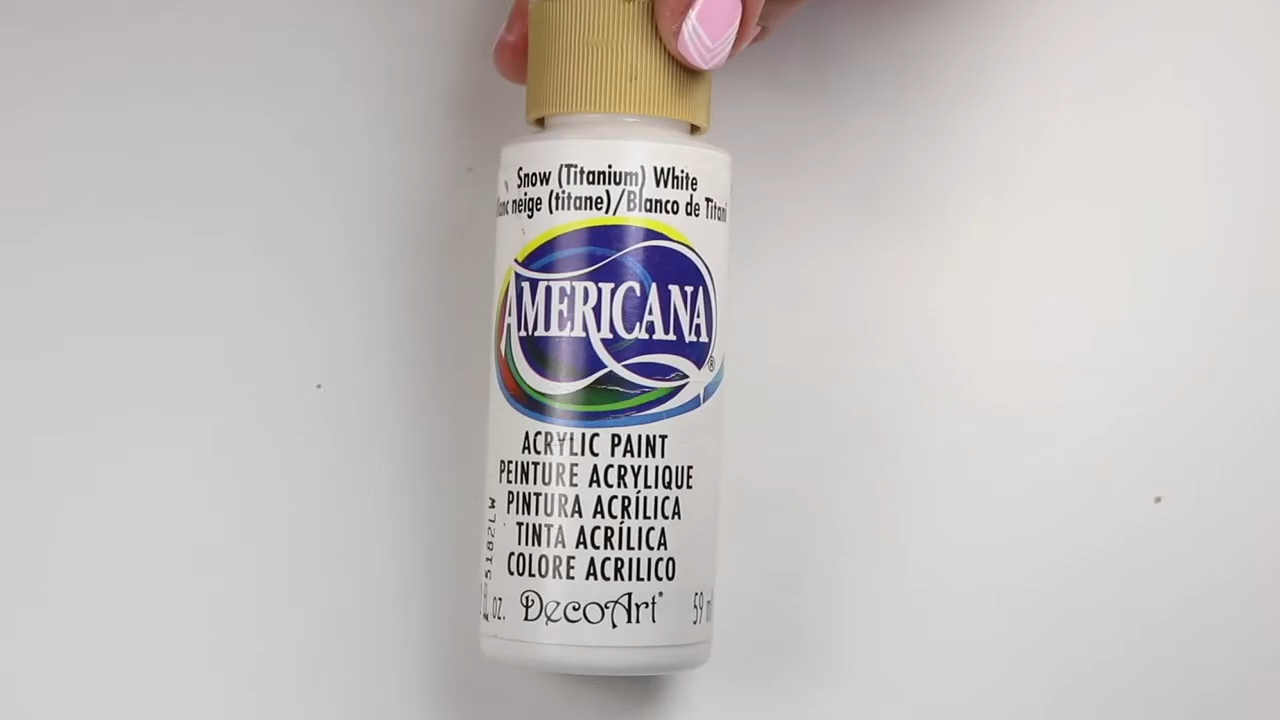 Snow (Titanium) White
neige (titane)/Blanco de
AMERICANA®
ACRYLIC PAINT
PEINTURE ACRYLIQUE
PINTURA ACRÍLICA
TINTA ACRÍLICA
COLORE ACRILICO
5182LW
oz. DecoArt® 59